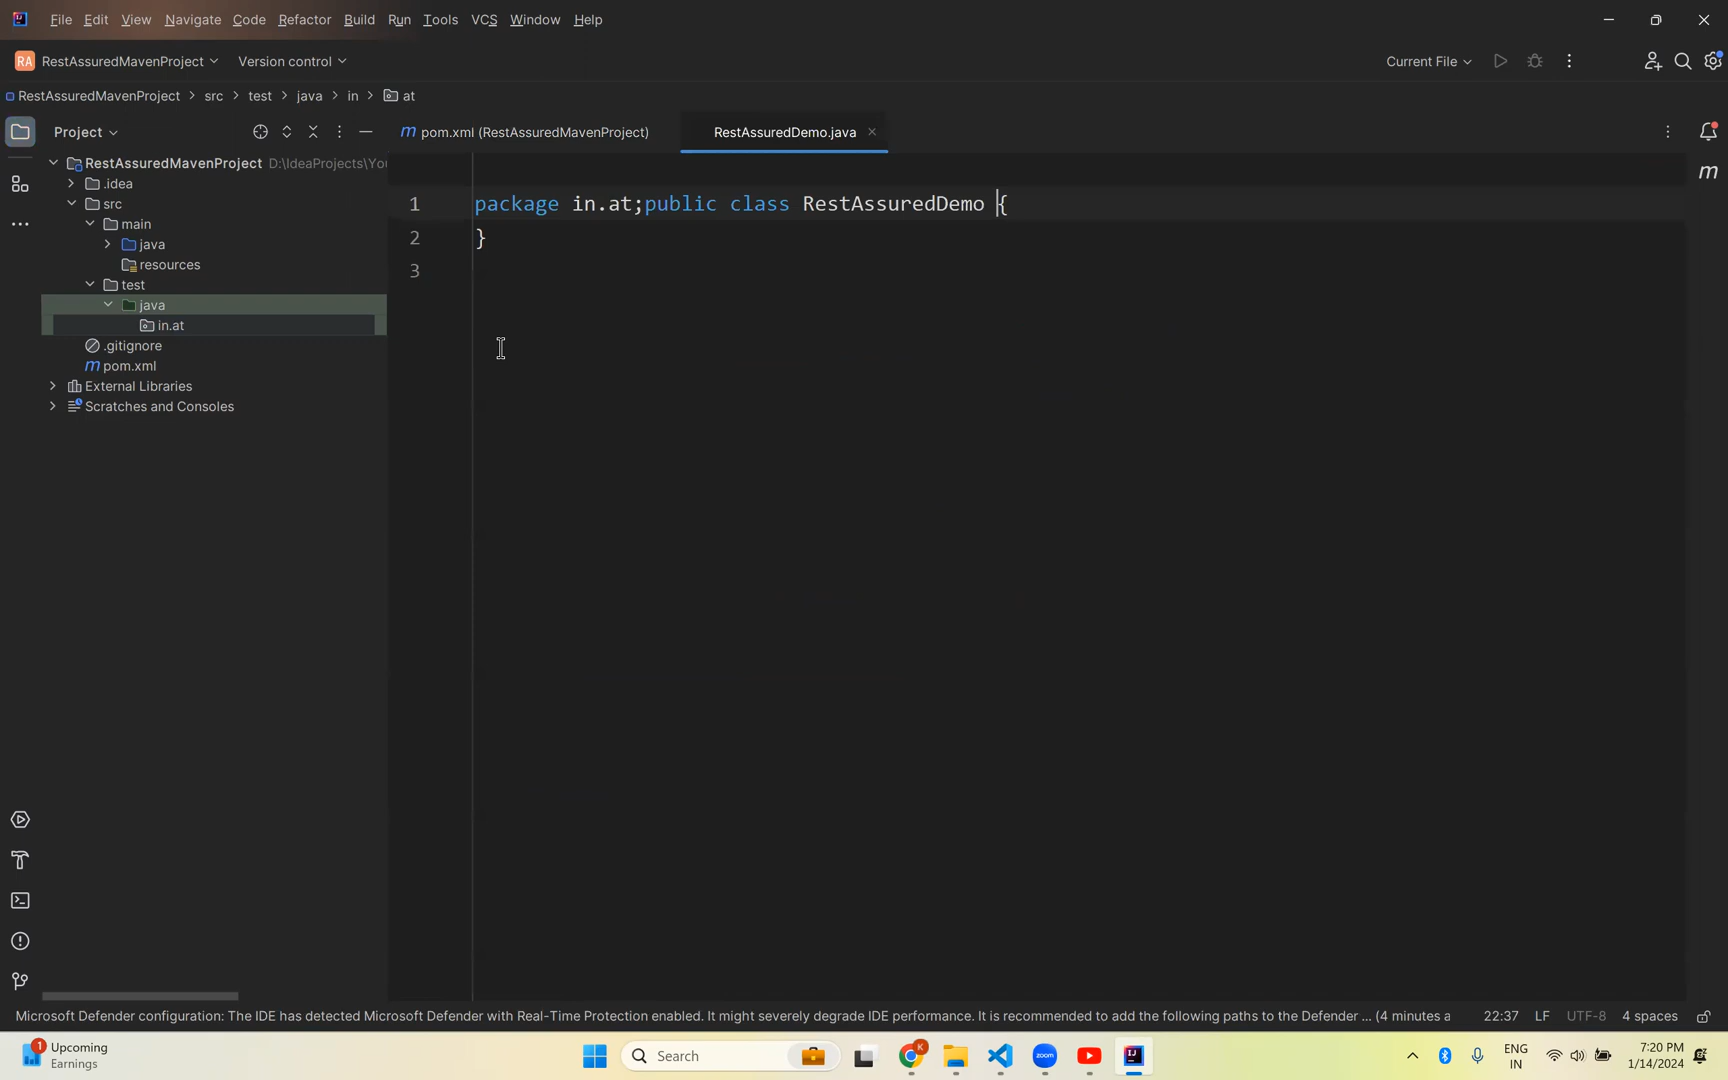 File Edit View Navigate Code Refactor Build Run Tools VCS Window Help
RA RestAssuredMavenProject Version control Current File
RestAssuredMavenProject > src > test > java > in > at
Project
pom.xml (RestAssuredMavenProject)
RestAssuredDemo.java
RestAssuredMavenProject D:\IdeaProjects\You
.idea
src
main
java
resources
test
java
in.at
.gitignore
pom.xml
External Libraries
Scratches and Consoles
1 package in.at;public class RestAssuredDemo {
2 }
3
Microsoft Defender configuration: The IDE has detected Microsoft Defender with Real-Time Protection enabled. It might severely degrade IDE performance. It is recommended to add the following paths to the Defender ... (4 minutes a 22:37 LF UTF-8 4 spaces
1 Upcoming
Earnings
Search
K
zoom
IJ
ENG
IN
7:20 PM
1/14/2024